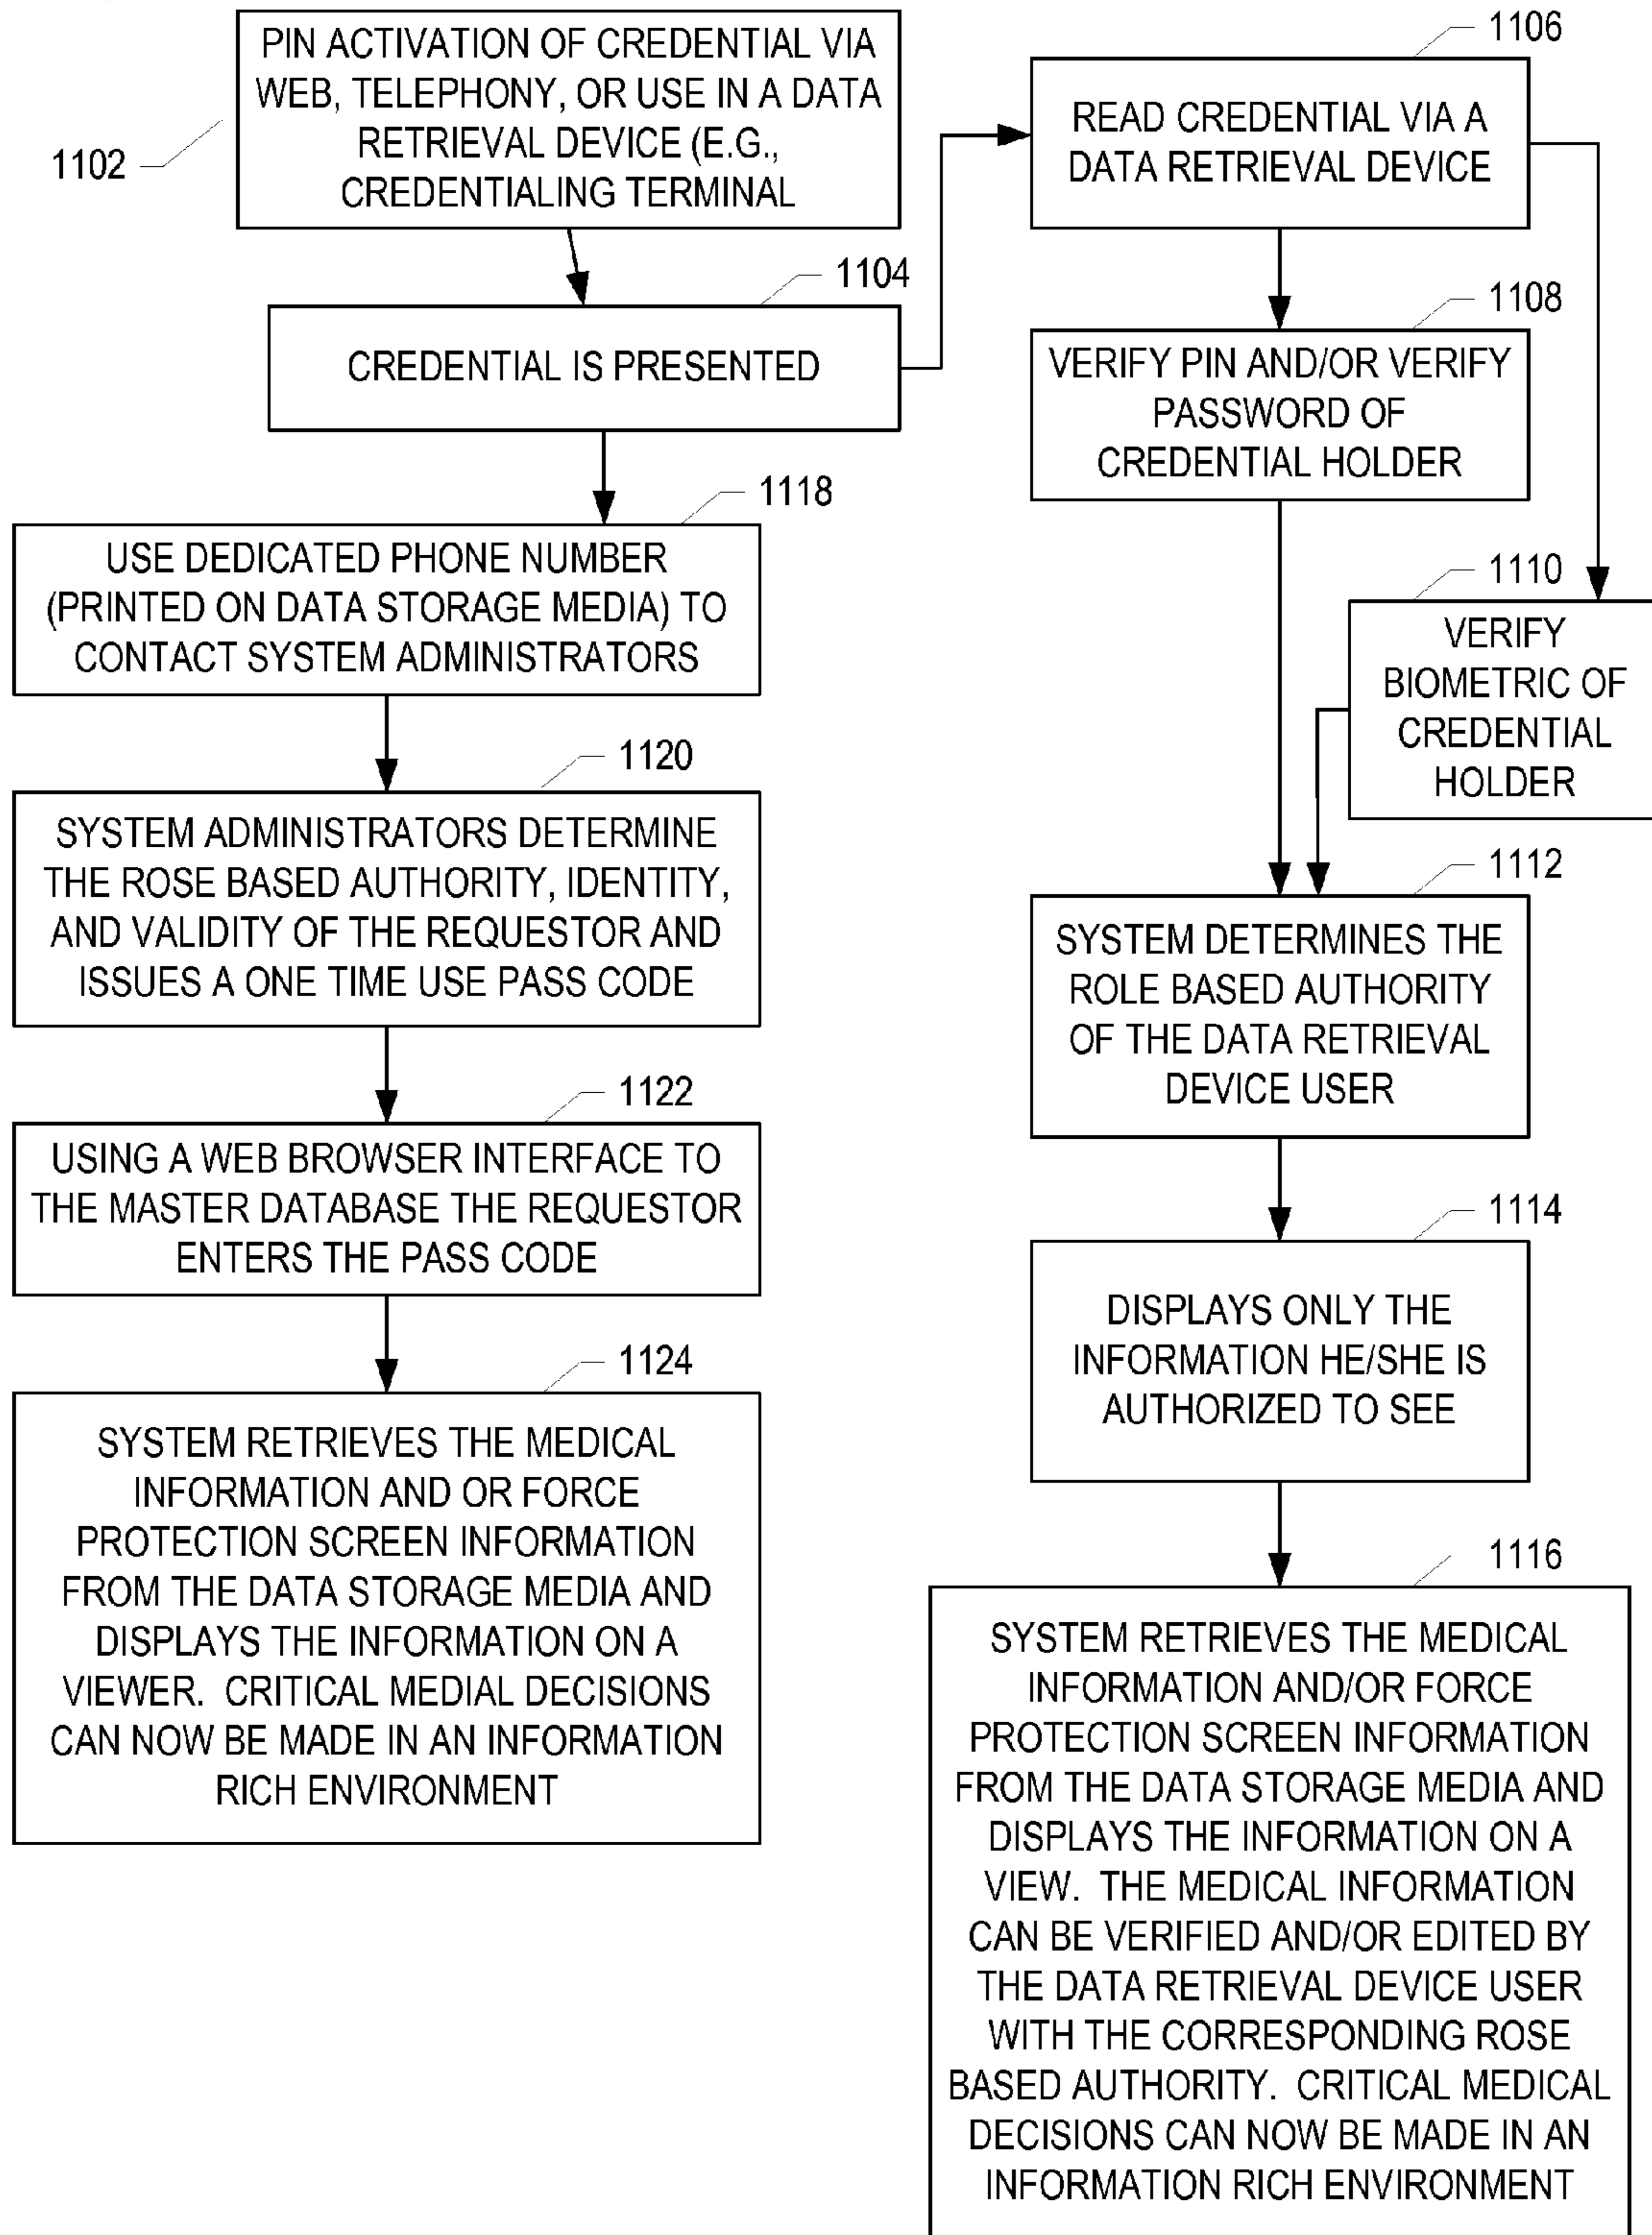 PIN ACTIVATION OF CREDENTIAL VIA
WEB, TELEPHONY, OR USE IN A DATA
RETRIEVAL DEVICE (E.G.,
CREDENTIALING TERMINAL
1102
1104
CREDENTIAL IS PRESENTED
1118
USE DEDICATED PHONE NUMBER
(PRINTED ON DATA STORAGE MEDIA) TO
CONTACT SYSTEM ADMINISTRATORS
1120
SYSTEM ADMINISTRATORS DETERMINE
THE ROSE BASED AUTHORITY, IDENTITY,
AND VALIDITY OF THE REQUESTOR AND
ISSUES A ONE TIME USE PASS CODE
1122
USING A WEB BROWSER INTERFACE TO
THE MASTER DATABASE THE REQUESTOR
ENTERS THE PASS CODE
1124
SYSTEM RETRIEVES THE MEDICAL
INFORMATION AND OR FORCE
PROTECTION SCREEN INFORMATION
FROM THE DATA STORAGE MEDIA AND
DISPLAYS THE INFORMATION ON A
VIEWER. CRITICAL MEDIAL DECISIONS
CAN NOW BE MADE IN AN INFORMATION
RICH ENVIRONMENT
1106
READ CREDENTIAL VIA A
DATA RETRIEVAL DEVICE
1108
VERIFY PIN AND/OR VERIFY
PASSWORD OF
CREDENTIAL HOLDER
1110
VERIFY
BIOMETRIC OF
CREDENTIAL
HOLDER
1112
SYSTEM DETERMINES THE
ROLE BASED AUTHORITY
OF THE DATA RETRIEVAL
DEVICE USER
1114
DISPLAYS ONLY THE
INFORMATION HE/SHE IS
AUTHORIZED TO SEE
1116
SYSTEM RETRIEVES THE MEDICAL
INFORMATION AND/OR FORCE
PROTECTION SCREEN INFORMATION
FROM THE DATA STORAGE MEDIA AND
DISPLAYS THE INFORMATION ON A
VIEW. THE MEDICAL INFORMATION
CAN BE VERIFIED AND/OR EDITED BY
THE DATA RETRIEVAL DEVICE USER
WITH THE CORRESPONDING ROSE
BASED AUTHORITY. CRITICAL MEDICAL
DECISIONS CAN NOW BE MADE IN AN
INFORMATION RICH ENVIRONMENT